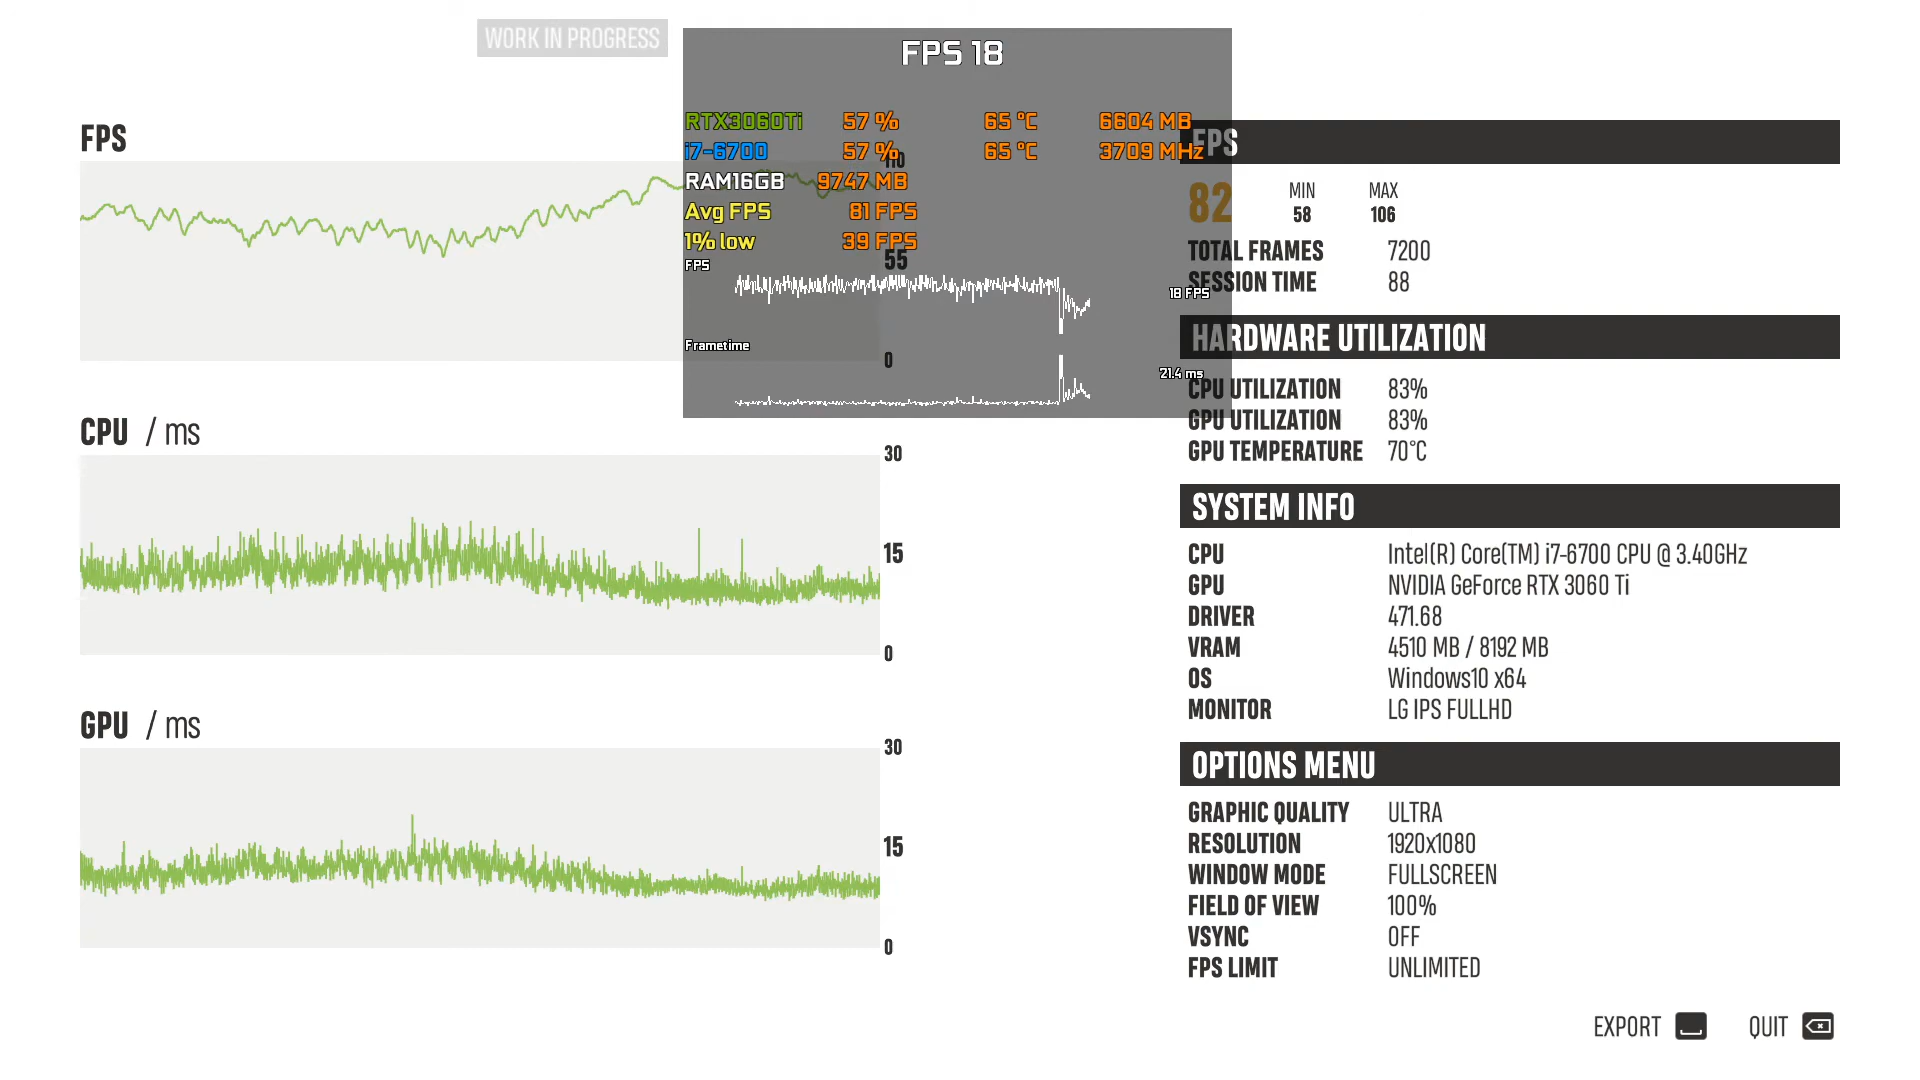 WORK IN PROGRESS
FPS 18
RTX3060Ti 57 % 65 °C 6604 MB
i7-6700 57 % 65 °C 3709 MHz
RAM16GB 9747 MB
Avg FPS 81 FPS
1% low 39 FPS
FPS
18 FPS
Frametime
21.4 ms
FPS
110
55
0
CPU / ms
30
15
0
GPU / ms
30
15
0
FPS
82 MIN MAX
58 106
TOTAL FRAMES 7200
SESSION TIME 88
HARDWARE UTILIZATION
CPU UTILIZATION 83%
GPU UTILIZATION 83%
GPU TEMPERATURE 70°C
SYSTEM INFO
CPU Intel(R) Core(TM) i7-6700 CPU @ 3.40GHz
GPU NVIDIA GeForce RTX 3060 Ti
DRIVER 471.68
VRAM 4510 MB / 8192 MB
OS Windows10 x64
MONITOR LG IPS FULLHD
OPTIONS MENU
GRAPHIC QUALITY ULTRA
RESOLUTION 1920x1080
WINDOW MODE FULLSCREEN
FIELD OF VIEW 100%
VSYNC OFF
FPS LIMIT UNLIMITED
EXPORT QUIT